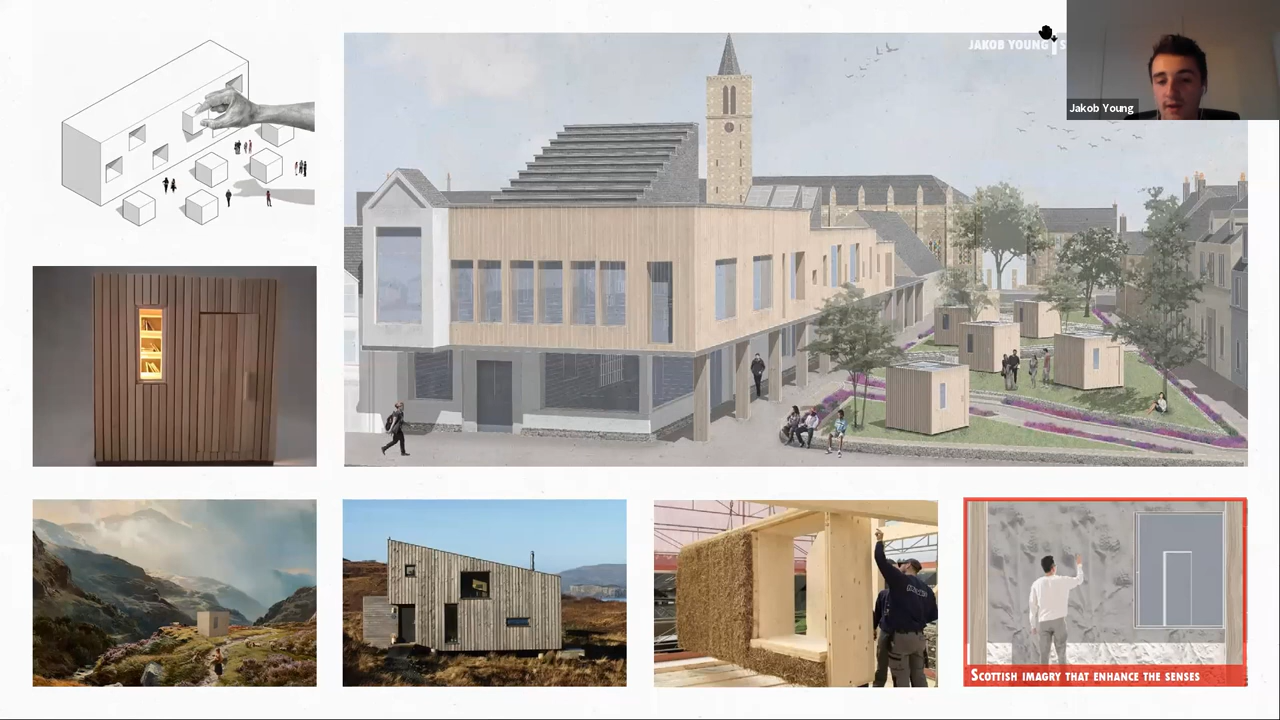 JAKOB YOUNG S
Jakob Young
Scottish imagry that enhance the senses